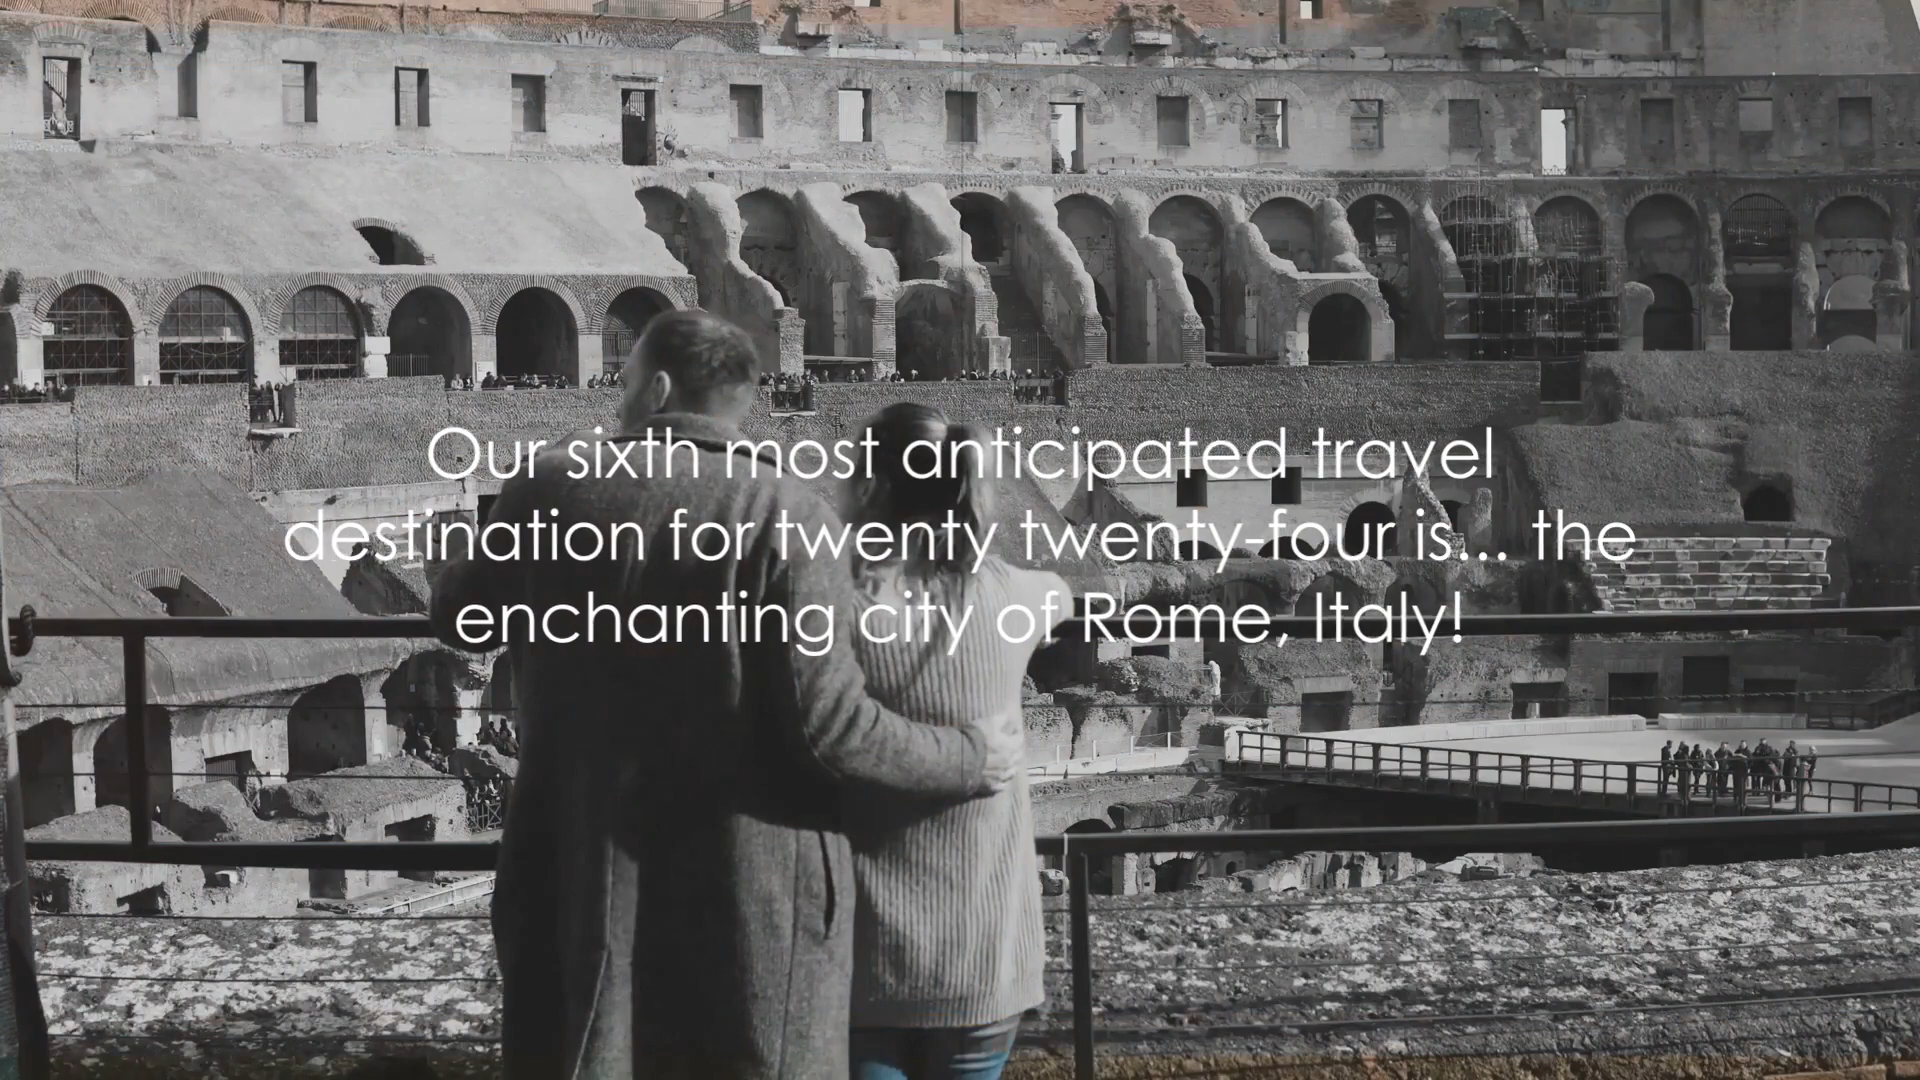 Our sixth most anticipated travel
destination for twenty twenty-four is... the
enchanting city of Rome, Italy!